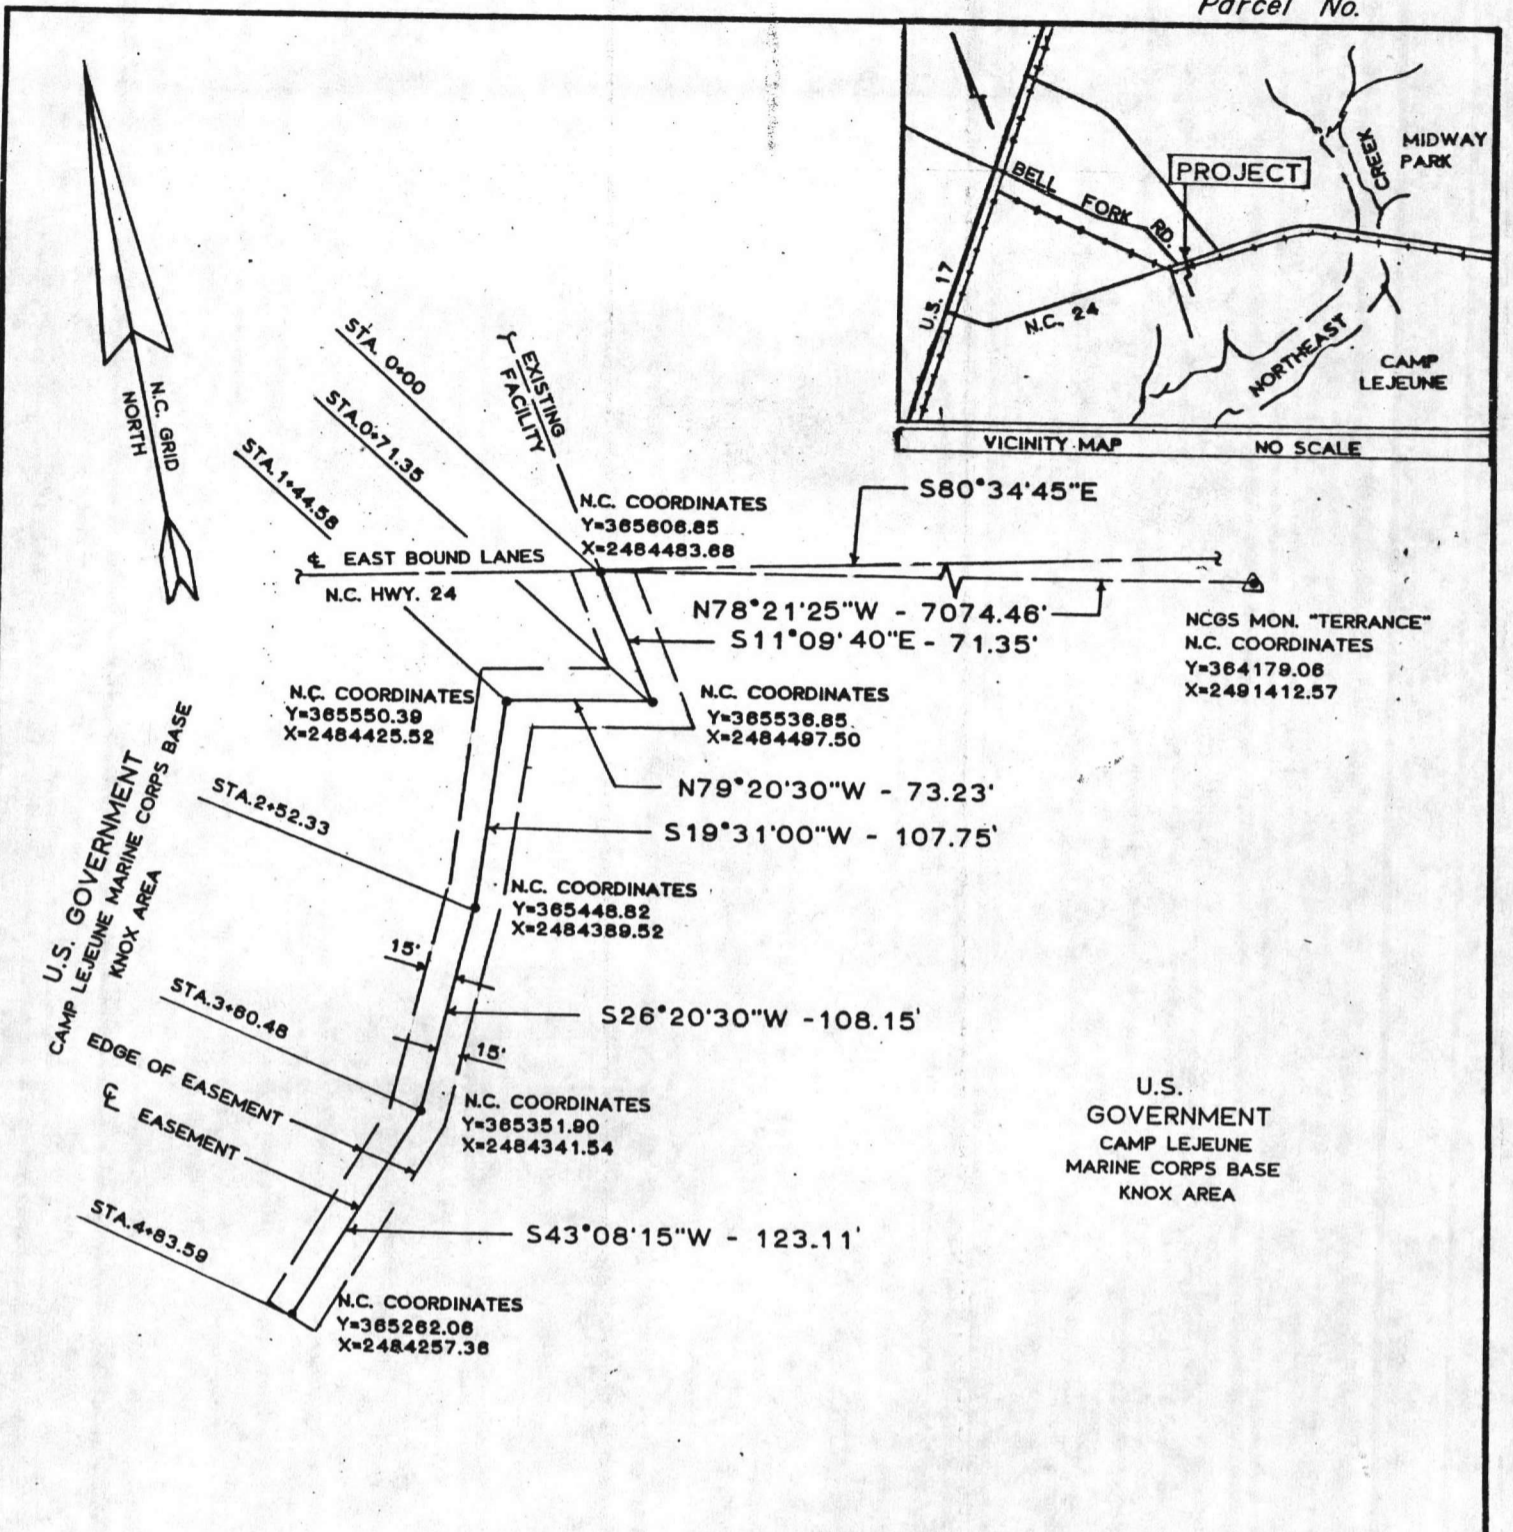 Parcel No.
MIDWAY
PARK
CREEK
PROJECT
BELL FORK RD.
U.S. 17
N.C. 24
NORTHEAST
CAMP
LEJEUNE
VICINITY MAP NO SCALE
N.C. GRID
NORTH
STA. 0+00
STA.0+71.35
STA.1+44.58
EXISTING
FACILITY
N.C. COORDINATES
Y=365606.85
X=2484483.68
S80°34'45"E
℄ EAST BOUND LANES
N.C. HWY. 24
N78°21'25"W - 7074.46'
S11°09'40"E - 71.35'
NCGS MON. "TERRANCE"
N.C. COORDINATES
Y=364179.06
X=2491412.57
N.C. COORDINATES
Y=365550.39
X=2484425.52
N.C. COORDINATES
Y=365536.85
X=2484497.50
N79°20'30"W - 73.23'
S19°31'00"W - 107.75'
U.S. GOVERNMENT
CAMP LEJEUNE MARINE CORPS BASE
KNOX AREA
STA.2+52.33
N.C. COORDINATES
Y=365448.82
X=2484389.52
15'
S26°20'30"W -108.15'
STA.3+60.48
15'
EDGE OF EASEMENT
℄ EASEMENT
N.C. COORDINATES
Y=365351.90
X=2484341.54
U.S.
GOVERNMENT
CAMP LEJEUNE
MARINE CORPS BASE
KNOX AREA
STA.4+83.59
S43°08'15"W - 123.11'
N.C. COORDINATES
Y=365262.06
X=2484257.36